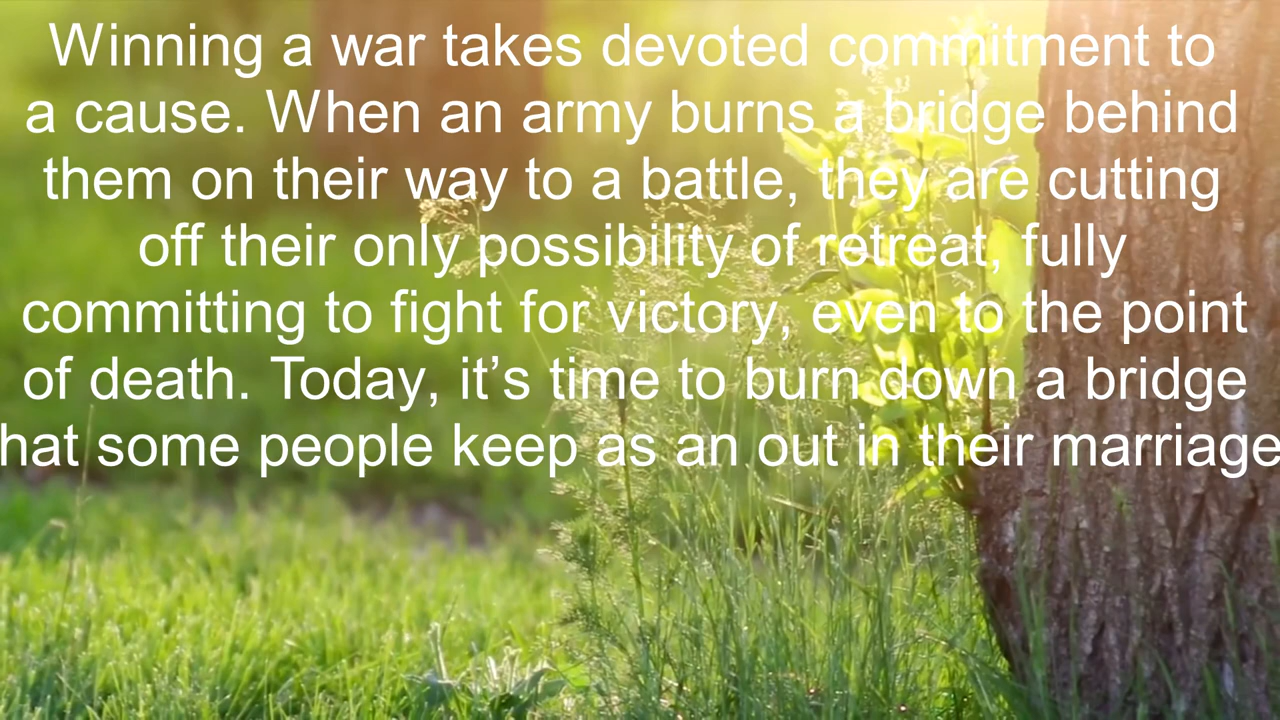 Winning a war takes devoted commitment to
a cause. When an army burns a bridge behind
them on their way to a battle, they are cutting
off their only possibility of retreat, fully
committing to fight for victory, even to the point
of death. Today, it’s time to burn down a bridge
hat some people keep as an out in their marriage